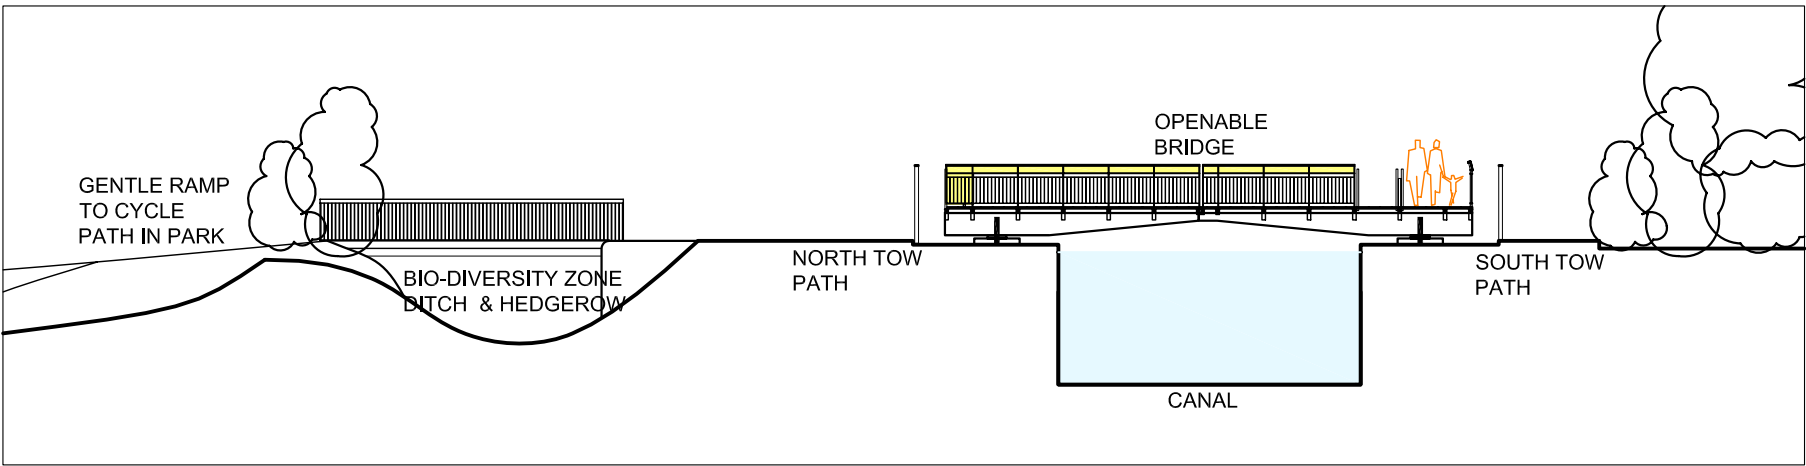 GENTLE RAMP
TO CYCLE
PATH IN PARK
BIO-DIVERSITY ZONE
DITCH & HEDGEROW
NORTH TOW
PATH
OPENABLE
BRIDGE
CANAL
SOUTH TOW
PATH